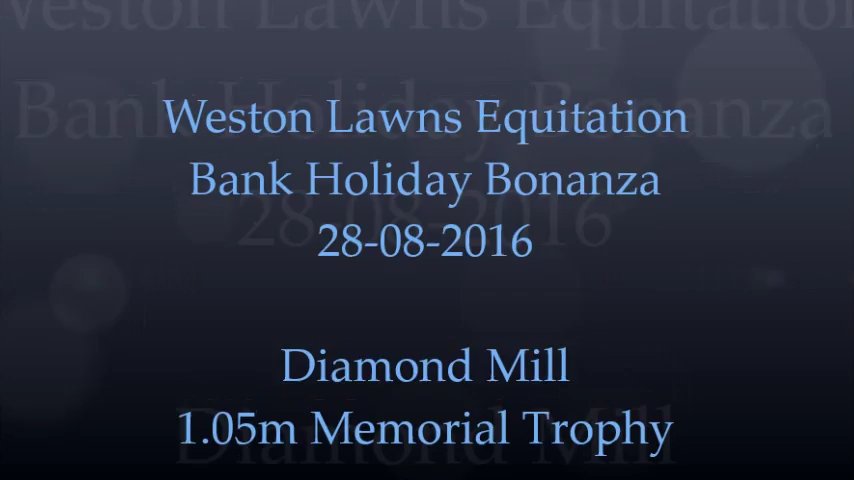 Weston Lawns Equitation
Bank Holiday Bonanza
28-08-2016
Diamond Mill
1.05m Memorial Trophy